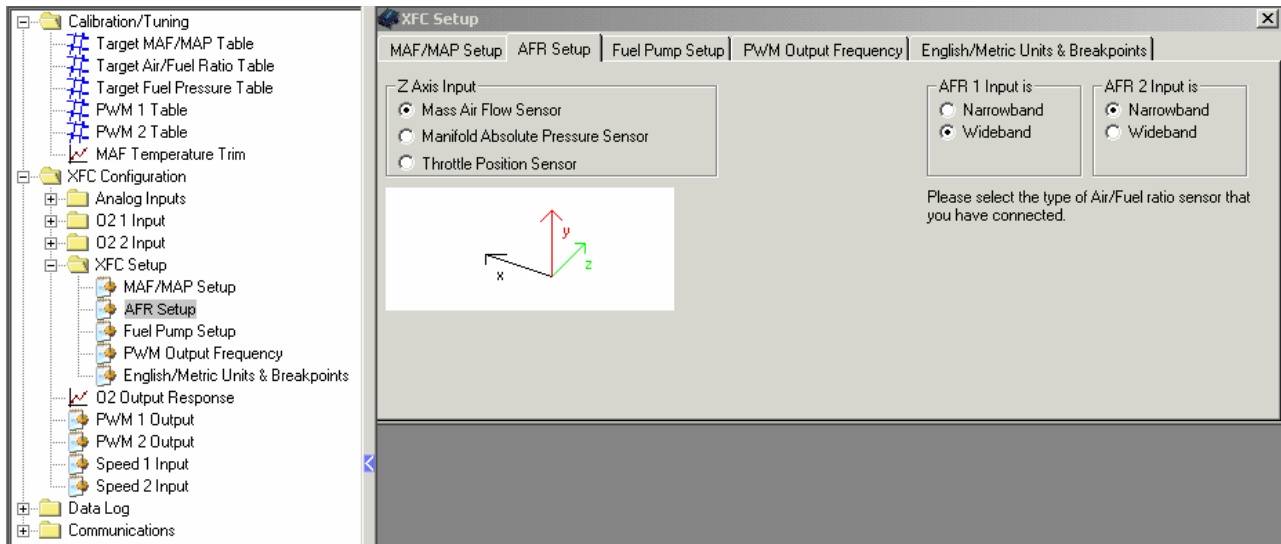 Calibration/Tuning
Target MAF/MAP Table
Target Air/Fuel Ratio Table
Target Fuel Pressure Table
PWM 1 Table
PWM 2 Table
MAF Temperature Trim
XFC Configuration
Analog Inputs
O2 1 Input
O2 2 Input
XFC Setup
MAF/MAP Setup
AFR Setup
Fuel Pump Setup
PWM Output Frequency
English/Metric Units & Breakpoints
O2 Output Response
PWM 1 Output
PWM 2 Output
Speed 1 Input
Speed 2 Input
Data Log
Communications
XFC Setup
MAF/MAP Setup AFR Setup Fuel Pump Setup PWM Output Frequency English/Metric Units & Breakpoints
Z Axis Input
Mass Air Flow Sensor
Manifold Absolute Pressure Sensor
Throttle Position Sensor
x
y
z
AFR 1 Input is
Narrowband
Wideband
AFR 2 Input is
Narrowband
Wideband
Please select the type of Air/Fuel ratio sensor that
you have connected.